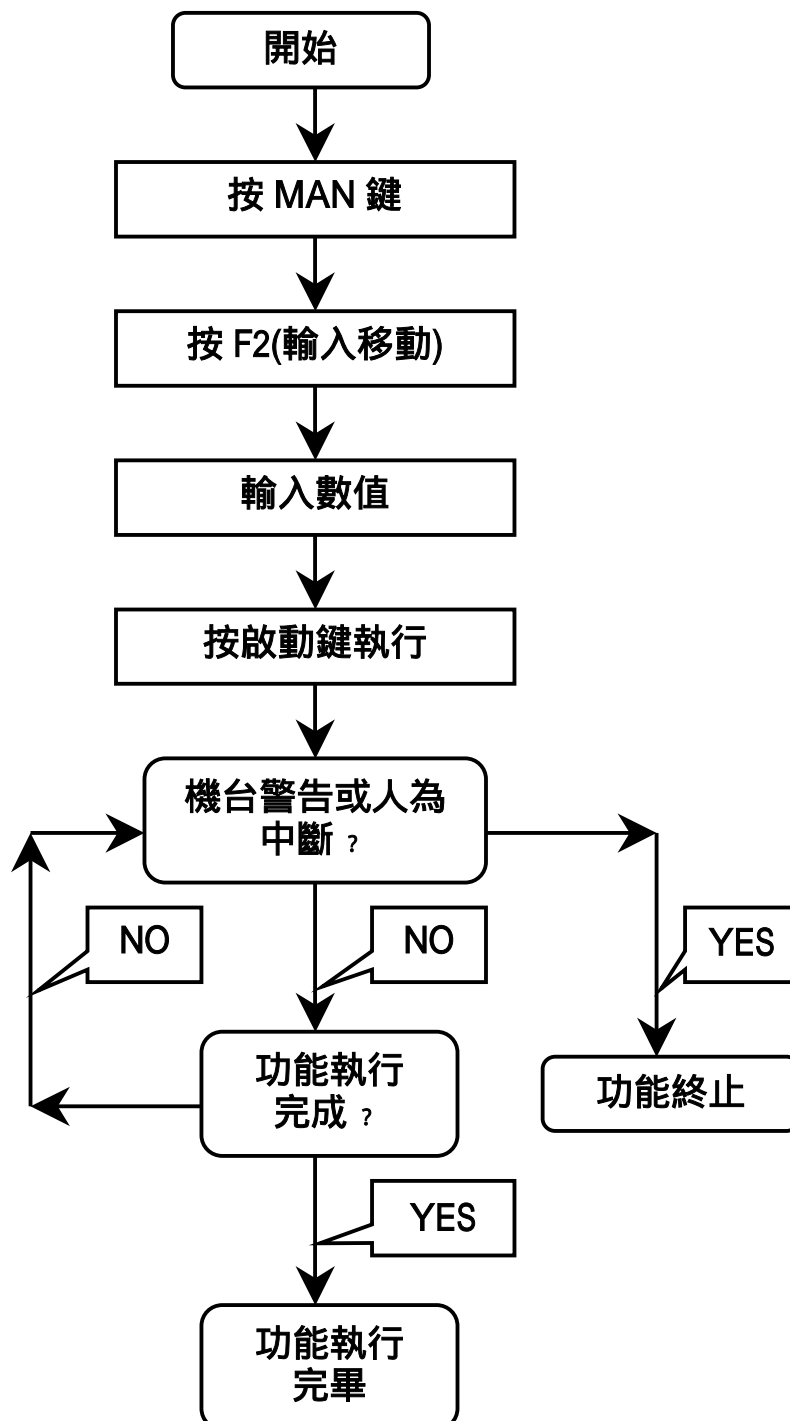 開始
按 MAN 鍵
按 F2(輸入移動)
輸入數值
按啟動鍵執行
機台警告或人為
中斷 ?
NO
NO
YES
功能執行
完成 ?
功能終止
YES
功能執行
完畢